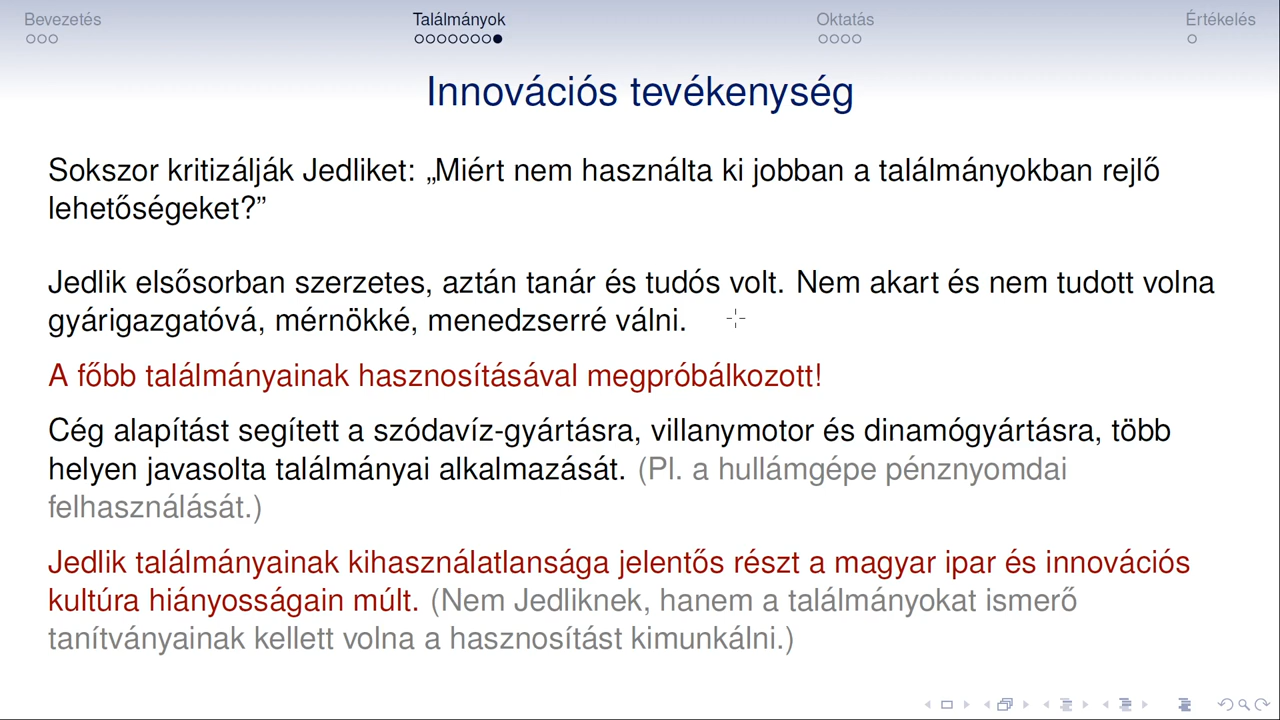 Bevezetés
Találmányok
Oktatás
Értékelés
Innovációs tevékenység
Sokszor kritizálják Jedliket: „Miért nem használta ki jobban a találmányokban rejlő
lehetőségeket?”
Jedlik elsősorban szerzetes, aztán tanár és tudós volt. Nem akart és nem tudott volna
gyárigazgatóvá, mérnökké, menedzserré válni.
A főbb találmányainak hasznosításával megpróbálkozott!
Cég alapítást segített a szódavíz-gyártásra, villanymotor és dinamógyártásra, több
helyen javasolta találmányai alkalmazását. (Pl. a hullámgépe pénznyomdai
felhasználását.)
Jedlik találmányainak kihasználatlansága jelentős részt a magyar ipar és innovációs
kultúra hiányosságain múlt. (Nem Jedliknek, hanem a találmányokat ismerő
tanítványainak kellett volna a hasznosítást kimunkálni.)